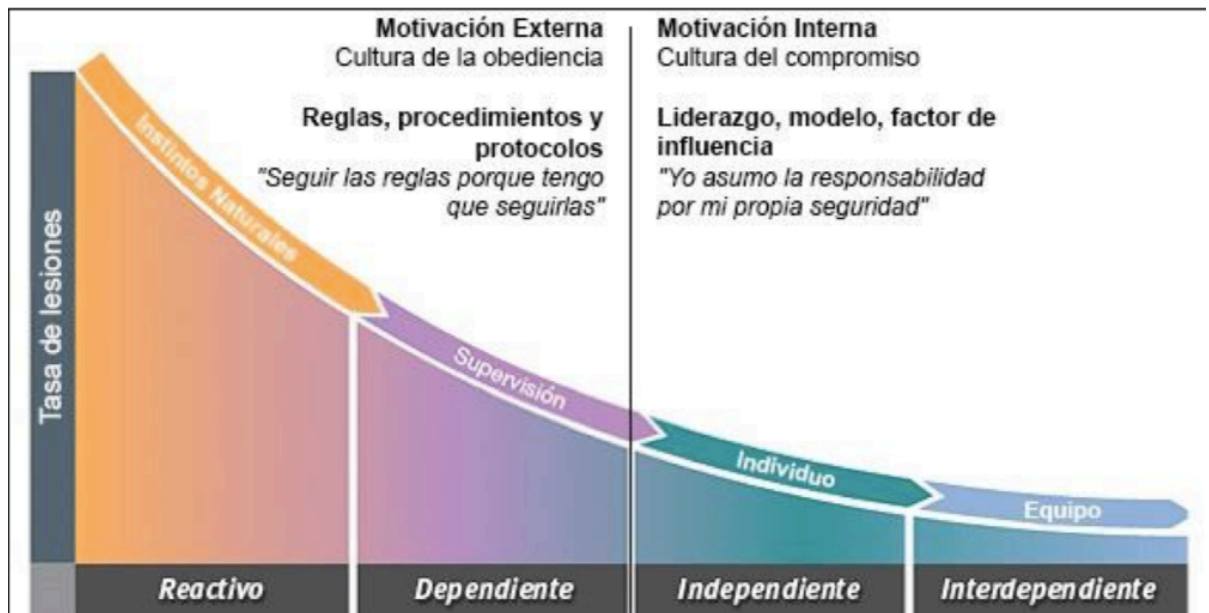 Motivación Externa
Cultura de la obediencia
Reglas, procedimientos y
protocolos
"Seguir las reglas porque tengo
que seguirlas"
Motivación Interna
Cultura del compromiso
Liderazgo, modelo, factor de
influencia
"Yo asumo la responsabilidad
por mi propia seguridad"
Tasa de lesiones
Instintos Naturales
Supervisión
Individuo
Equipo
Reactivo
Dependiente
Independiente
Interdependiente